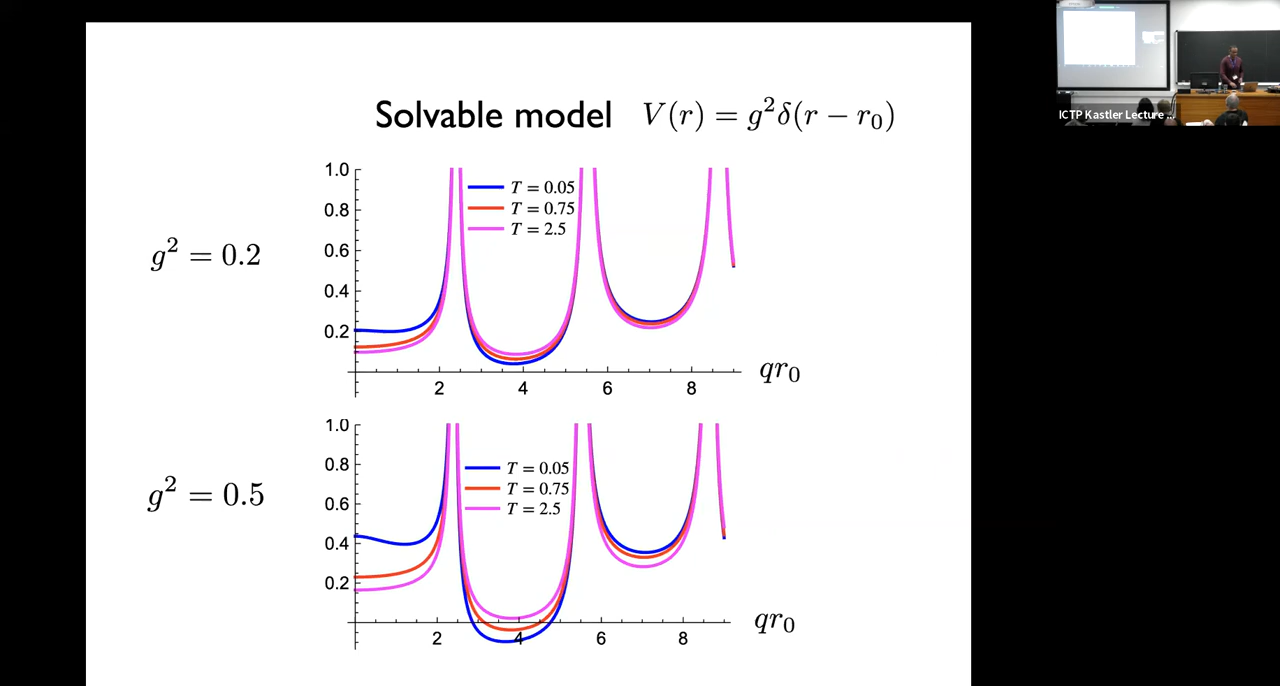 Solvable model V(r) = g²δ(r − r₀)
ICTP Kastler Lecture ...
g² = 0.2
1.0
0.8
0.6
0.4
0.2
T = 0.05
T = 0.75
T = 2.5
2 4 6 8
qr₀
g² = 0.5
1.0
0.8
0.6
0.4
0.2
T = 0.05
T = 0.75
T = 2.5
2 4 6 8
qr₀